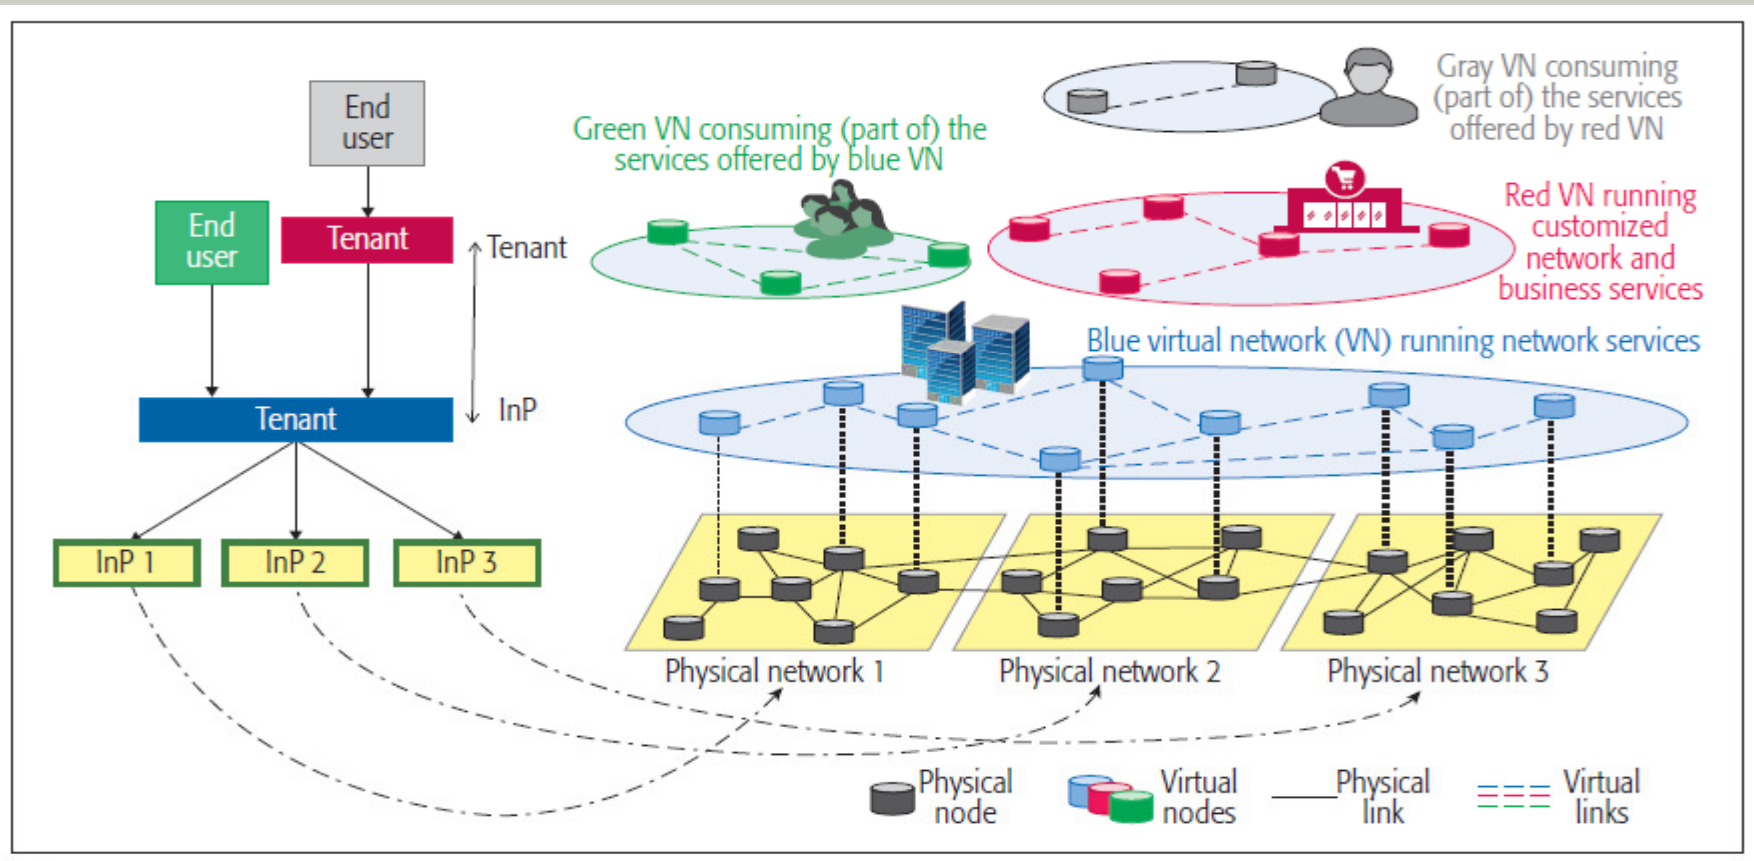 End
user
End
user
Tenant
Tenant
InP
Tenant
InP 1
InP 2
InP 3
Green VN consuming (part of) the
services offered by blue VN
Gray VN consuming
(part of) the services
offered by red VN
Red VN running
customized
network and
business services
Blue virtual network (VN) running network services
Physical network 1
Physical network 2
Physical network 3
Physical
node
Virtual
nodes
Physical
link
Virtual
links